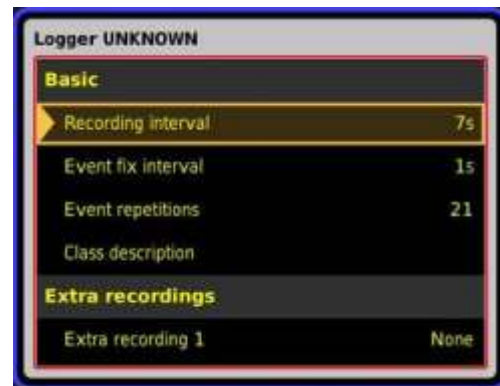 Logger UNKNOWN
Basic
Recording interval 7s
Event fix interval 1s
Event repetitions 21
Class description
Extra recordings
Extra recording 1 None